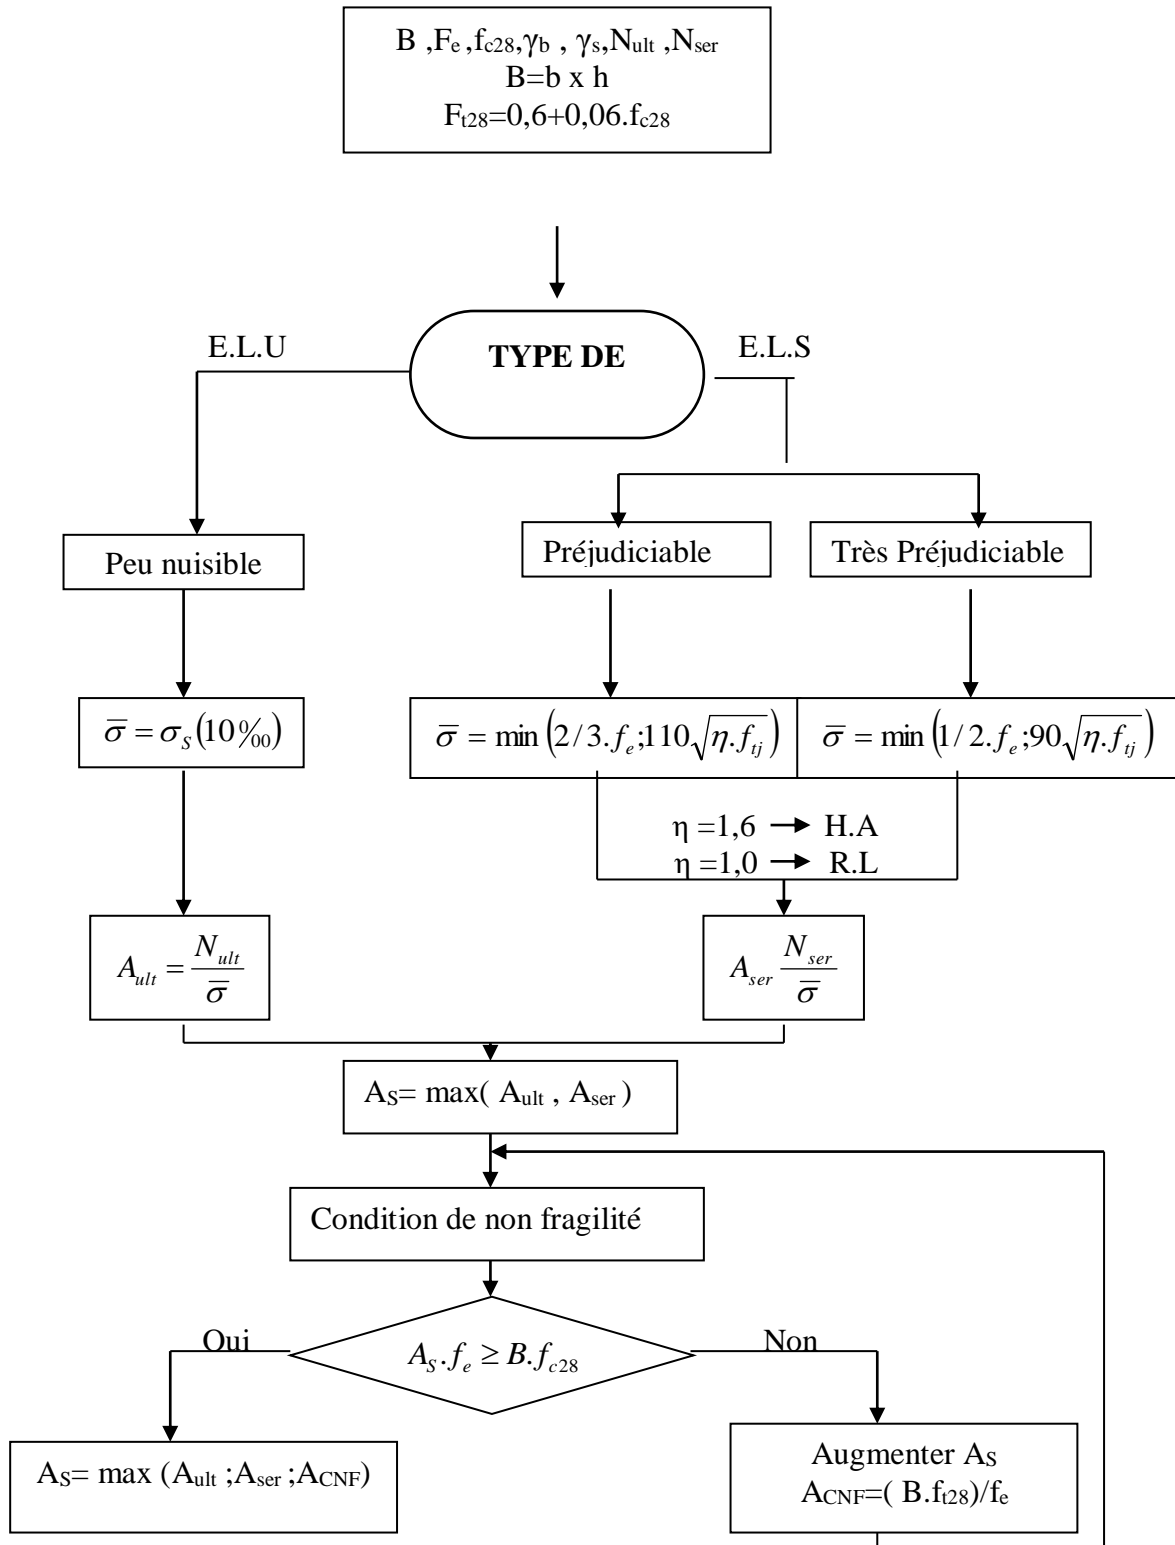 B ,Fe ,fc28,γb , γs,Nult ,Nser
B=b x h
Ft28=0,6+0,06.fc28
E.L.U
TYPE DE
E.L.S
Peu nuisible
Préjudiciable
Très Préjudiciable
σ̅ = σS(10‰)
σ̅ = min(2/3.fe;110√η.ftj)
σ̅ = min(1/2.fe;90√η.ftj)
η =1,6 → H.A
η =1,0 → R.L
Ault = Nult / σ̅
Aser Nser / σ̅
AS= max( Ault , Aser )
Condition de non fragilité
Oui
AS.fe ≥ B.fc28
Non
AS= max (Ault ;Aser ;ACNF)
Augmenter AS
ACNF=( B.ft28)/fe